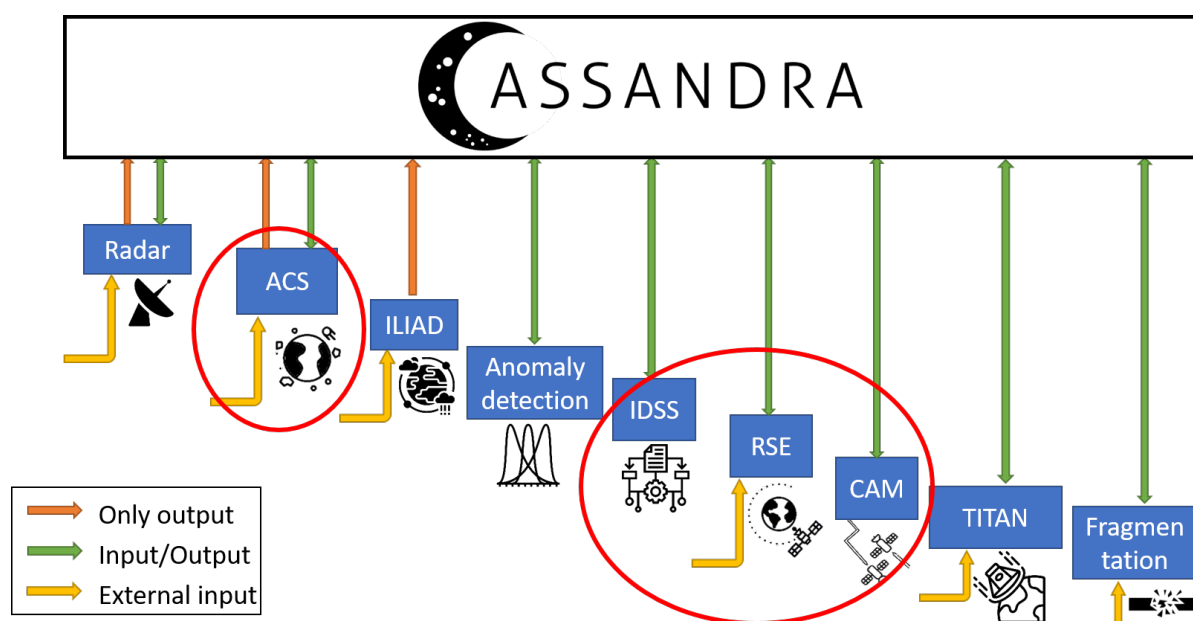 CASSANDRA
Radar
ACS
ILIAD
Anomaly
detection
IDSS
RSE
CAM
TITAN
Fragmen
tation
Only output
Input/Output
External input